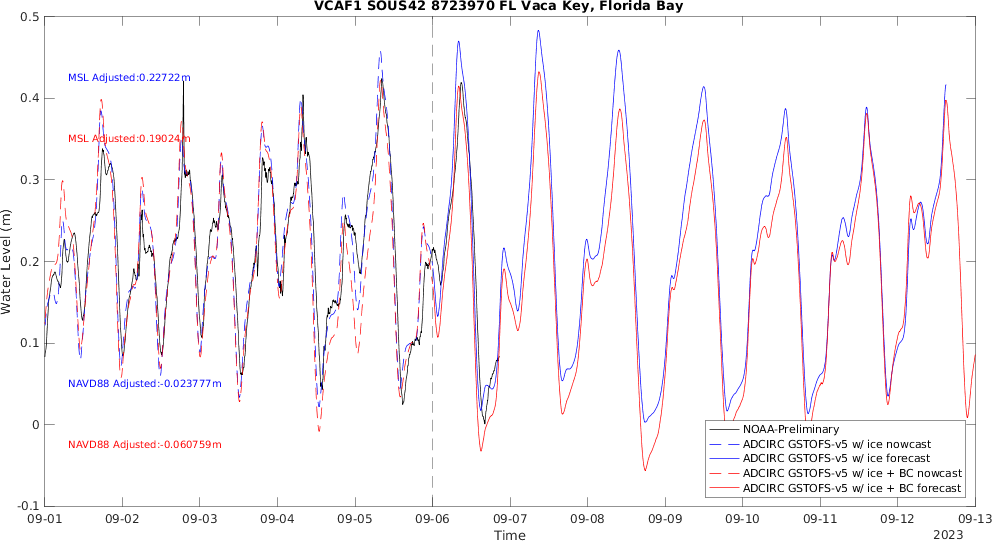 VCAF1 SOUS42 8723970 FL Vaca Key, Florida Bay
0.5
0.4
0.3
0.2
0.1
0
-0.1
Water Level (m)
MSL Adjusted:0.22722m
MSL Adjusted:0.19024m
NAVD88 Adjusted:-0.023777m
NAVD88 Adjusted:-0.060759m
NOAA-Preliminary
ADCIRC GSTOFS-v5 w/ ice nowcast
ADCIRC GSTOFS-v5 w/ ice forecast
ADCIRC GSTOFS-v5 w/ ice + BC nowcast
ADCIRC GSTOFS-v5 w/ ice + BC forecast
09-01 09-02 09-03 09-04 09-05 09-06 09-07 09-08 09-09 09-10 09-11 09-12 09-13
Time
2023